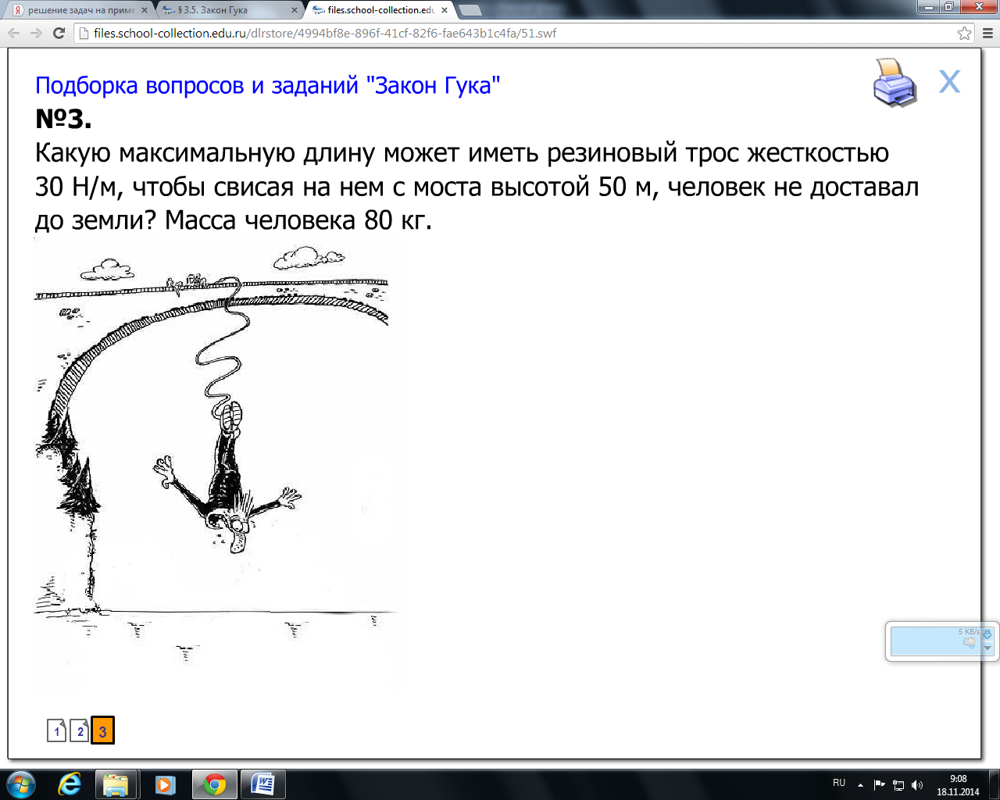 решение задач на приме
§ 3.5. Закон Гука
files.school-collection.edu
files.school-collection.edu.ru/dlrstore/4994bf8e-896f-41cf-82f6-fae643b1c4fa/51.swf
Подборка вопросов и заданий "Закон Гука"
№3.
Какую максимальную длину может иметь резиновый трос жесткостью
30 Н/м, чтобы свисая на нем с моста высотой 50 м, человек не доставал
до земли? Масса человека 80 кг.
5 KB/s
1 2 3
RU
9:08
18.11.2014